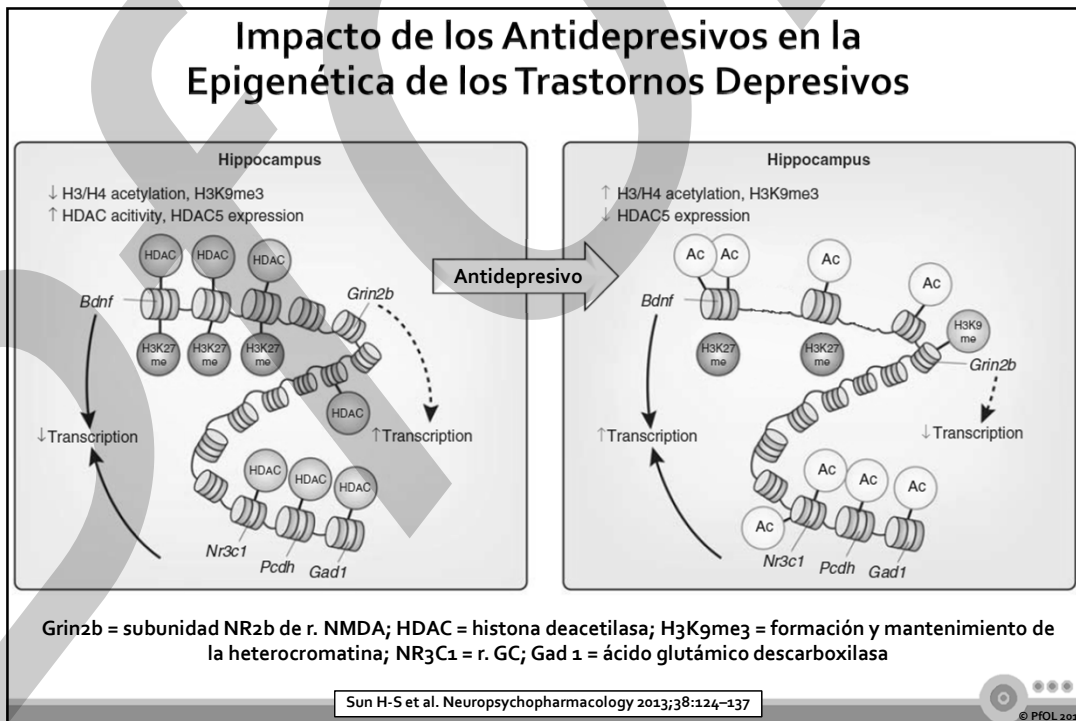 Impacto de los Antidepresivos en la
Epigenética de los Trastornos Depresivos
Hippocampus
↓ H3/H4 acetylation, H3K9me3
↑ HDAC acitivity, HDAC5 expression
HDAC
HDAC
HDAC
Bdnf
Grin2b
H3K27
me
H3K27
me
H3K27
me
HDAC
↓Transcription
↑Transcription
HDAC
HDAC
HDAC
Nr3c1
Pcdh
Gad1
Antidepresivo
Hippocampus
↑ H3/H4 acetylation, H3K9me3
↓ HDAC5 expression
Ac
Ac
Ac
Ac
Bdnf
H3K9
me
H3K27
me
H3K27
me
Grin2b
↑Transcription
↓Transcription
Ac
Ac
Ac
Ac
Nr3c1
Pcdh
Gad1
Grin2b = subunidad NR2b de r. NMDA; HDAC = histona deacetilasa; H3K9me3 = formación y mantenimiento de
la heterocromatina; NR3C1 = r. GC; Gad 1 = ácido glutámico descarboxilasa
Sun H-S et al. Neuropsychopharmacology 2013;38:124–137
© PfOL